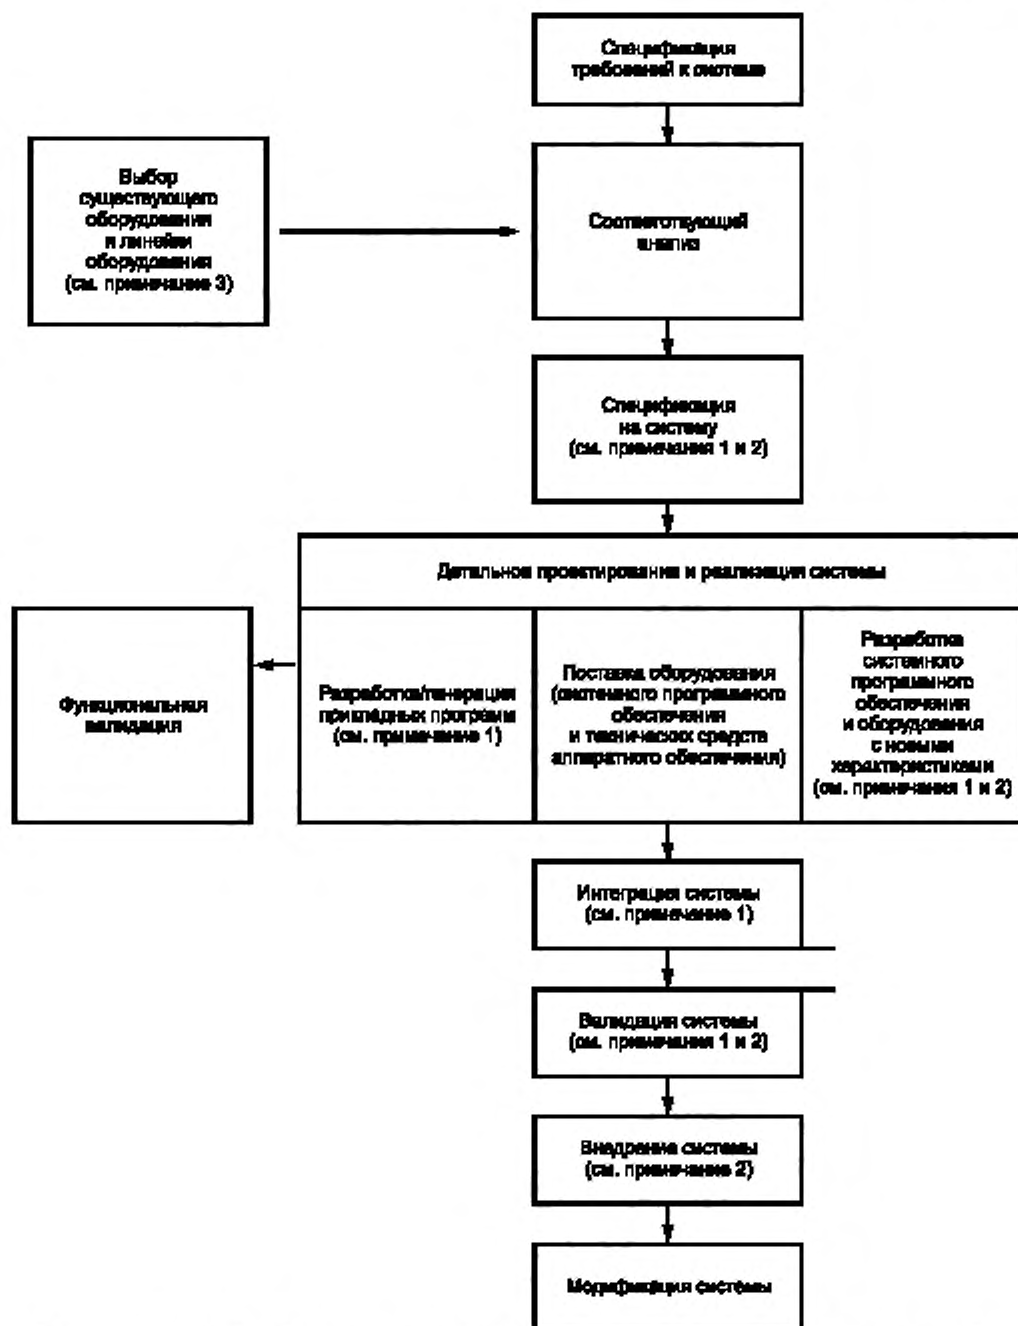 Спецификация
требований к системе
Выбор
существующего
оборудования
и линейки
оборудования
(см. примечание 3)
Соответствующий
анализ
Спецификация
на систему
(см. примечания 1 и 2)
Детальное проектирование и реализация системы
Функциональная
валидация
Разработка/генерация
прикладных программ
(см. примечание 1)
Поставка оборудования
(системного программного
обеспечения
и технических средств
аппаратного обеспечения)
Разработка
системного
программного
обеспечения
и оборудования
с новыми
характеристиками
(см. примечания 1 и 2)
Интеграция системы
(см. примечание 1)
Валидация системы
(см. примечания 1 и 2)
Внедрение системы
(см. примечание 2)
Модификация системы